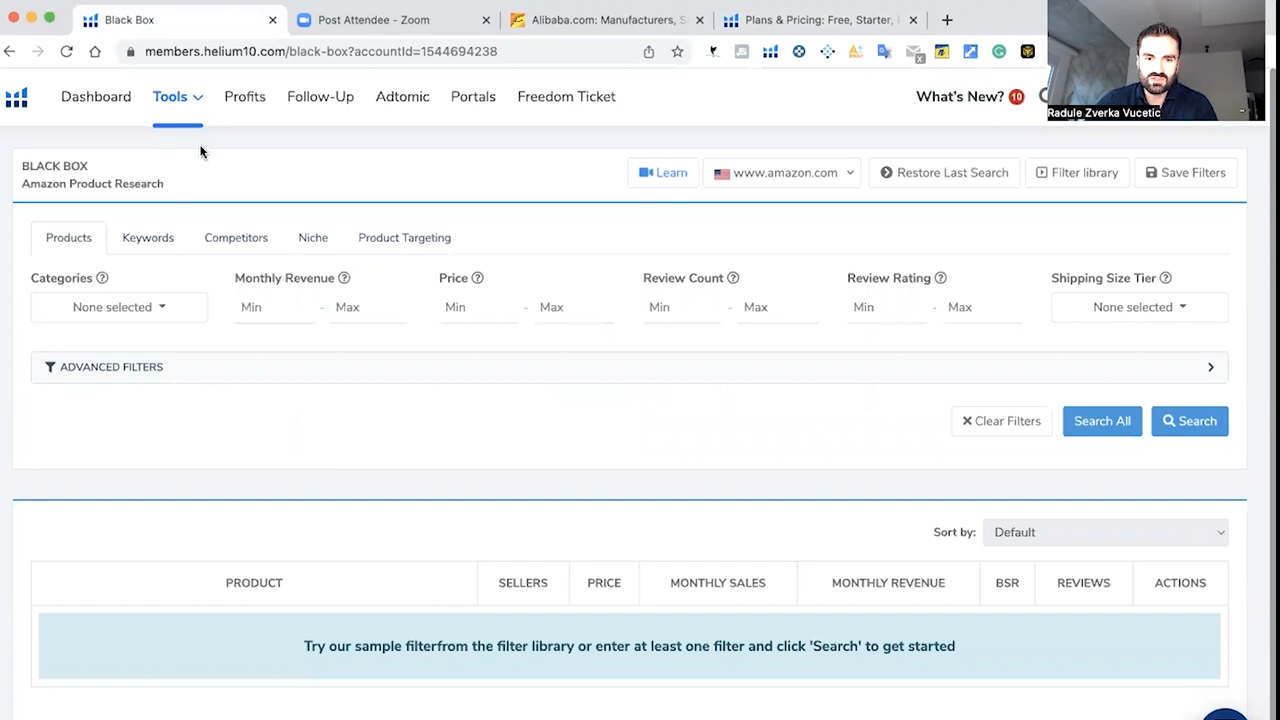 Black Box
Post Attendee - Zoom
Alibaba.com: Manufacturers, S
Plans & Pricing: Free, Starter,
members.helium10.com/black-box?accountId=1544694238
Dashboard Tools Profits Follow-Up Adtomic Portals Freedom Ticket What's New? 10
Radule Zverka Vucetic
BLACK BOX
Amazon Product Research
Learn www.amazon.com Restore Last Search Filter library Save Filters
Products Keywords Competitors Niche Product Targeting
Categories Monthly Revenue Price Review Count Review Rating Shipping Size Tier
None selected Min - Max Min - Max Min - Max Min - Max None selected
ADVANCED FILTERS
Clear Filters Search All Search
Sort by: Default
PRODUCT SELLERS PRICE MONTHLY SALES MONTHLY REVENUE BSR REVIEWS ACTIONS
Try our sample filterfrom the filter library or enter at least one filter and click 'Search' to get started